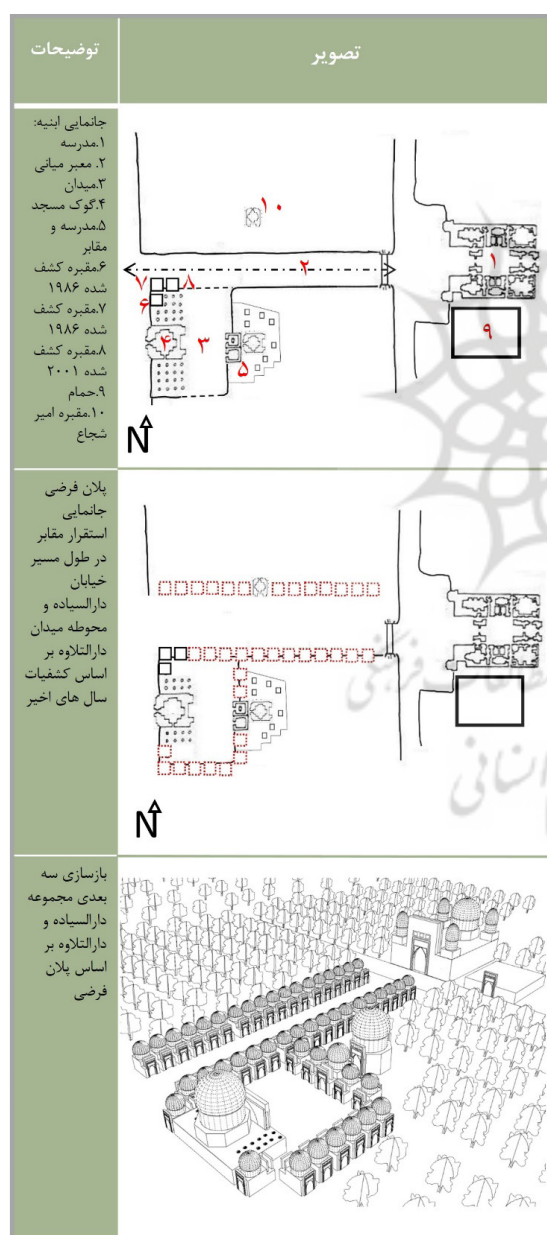 تصویر
توضیحات
جانمایی ابنیه:
۱.مدرسه
۲. معبر میانی
۳.میدان
۴.گوک مسجد
۵.مدرسه و
مقابر
۶.مقبره کشف
شده ۱۹۸۶
۷.مقبره کشف
شده ۱۹۸۶
۸.مقبره کشف
شده ۲۰۰۱
۹.حمام
۱۰.مقبره امیر
شجاع
۱۰
۱
۲
۷
۸
۶
۹
۴
۳
۵
N
پلان فرضی
جانمایی
استقرار مقابر
در طول مسیر
خیابان
دارالسیاده و
محوطه میدان
دارالتلاوه بر
اساس کشفیات
سال های اخیر
N
بازسازی سه
بعدی مجموعه
دارالسیاده و
دارالتلاوه بر
اساس پلان
فرضی